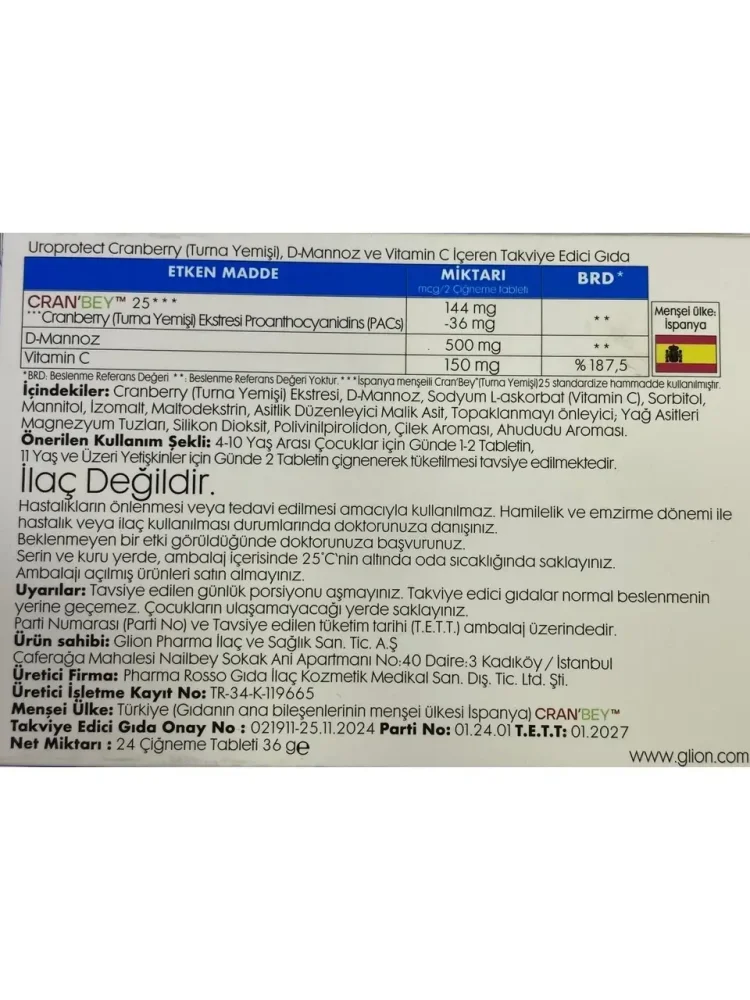 Uroprotect Cranberry (Turna Yemişi), D-Mannoz ve Vitamin C İçeren Takviye Edici Gıda
ETKEN MADDE MİKTARI BRD*
mcg/2 Çiğneme tableti
CRAN'BEY™ 25*** 144 mg
***Cranberry (Turna Yemişi) Ekstresi Proanthocyanidins (PACs) -36 mg **
D-Mannoz 500 mg **
Vitamin C 150 mg %187,5
Menşei ülke:
İspanya
*BRD: Beslenme Referans Değeri **: Beslenme Referans Değeri Yoktur. ***İspanya menşeili Cran'Bey™(Turna Yemişi)25 standardize hammadde kullanılmıştır.
İçindekiler: Cranberry (Turna Yemişi) Ekstresi, D-Mannoz, Sodyum L-askorbat (Vitamin C), Sorbitol,
Mannitol, İzomalt, Maltodekstrin, Asitlik Düzenleyici Malik Asit, Topaklanmayı önleyici; Yağ Asitleri
Magnezyum Tuzları, Silikon Dioksit, Polivinilpirolidon, Çilek Aroması, Ahududu Aroması.
Önerilen Kullanım Şekli: 4-10 Yaş Arası Çocuklar için Günde 1-2 Tabletin,
11 Yaş ve Üzeri Yetişkinler için Günde 2 Tabletin çignenerek tüketilmesi tavsiye edilmektedir.
İlaç Değildir.
Hastalıkların önlenmesi veya tedavi edilmesi amacıyla kullanılmaz. Hamilelik ve emzirme dönemi ile
hastalık veya ilaç kullanılması durumlarında doktorunuza danışınız.
Beklenmeyen bir etki görüldüğünde doktorunuza başvurunuz.
Serin ve kuru yerde, ambalaj içerisinde 25°C'nin altında oda sıcaklığında saklayınız.
Ambalajı açılmış ürünleri satın almayınız.
Uyarılar: Tavsiye edilen günlük porsiyonu aşmayınız. Takviye edici gıdalar normal beslenmenin
yerine geçemez. Çocukların ulaşamayacağı yerde saklayınız.
Parti Numarası (Parti No) ve Tavsiye edilen tüketim tarihi (T.E.T.T.) ambalaj üzerindedir.
Ürün sahibi: Glion Pharma İlaç ve Sağlık San. Tic. A.Ş
Caferağa Mahalesi Nailbey Sokak Ani Apartmanı No:40 Daire:3 Kadıköy / İstanbul
Üretici Firma: Pharma Rosso Gıda İlaç Kozmetik Medikal San. Dış. Tic. Ltd. Şti.
Üretici İşletme Kayıt No: TR-34-K-119665
Menşei Ülke: Türkiye (Gıdanın ana bileşenlerinin menşei ülkesi İspanya) CRAN'BEY™
Takviye Edici Gıda Onay No : 021911-25.11.2024 Parti No: 01.24.01 T.E.T.T: 01.2027
Net Miktarı : 24 Çiğneme Tableti 36 g℮
www.glion.com